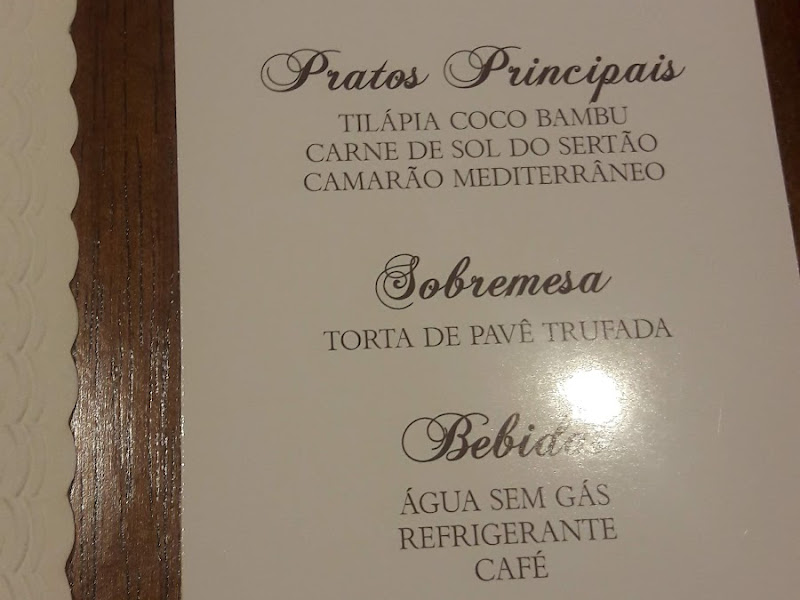 Pratos Principais
TILÁPIA COCO BAMBU
CARNE DE SOL DO SERTÃO
CAMARÃO MEDITERRÂNEO
Sobremesa
TORTA DE PAVÊ TRUFADA
Bebidas
ÁGUA SEM GÁS
REFRIGERANTE
CAFÉ